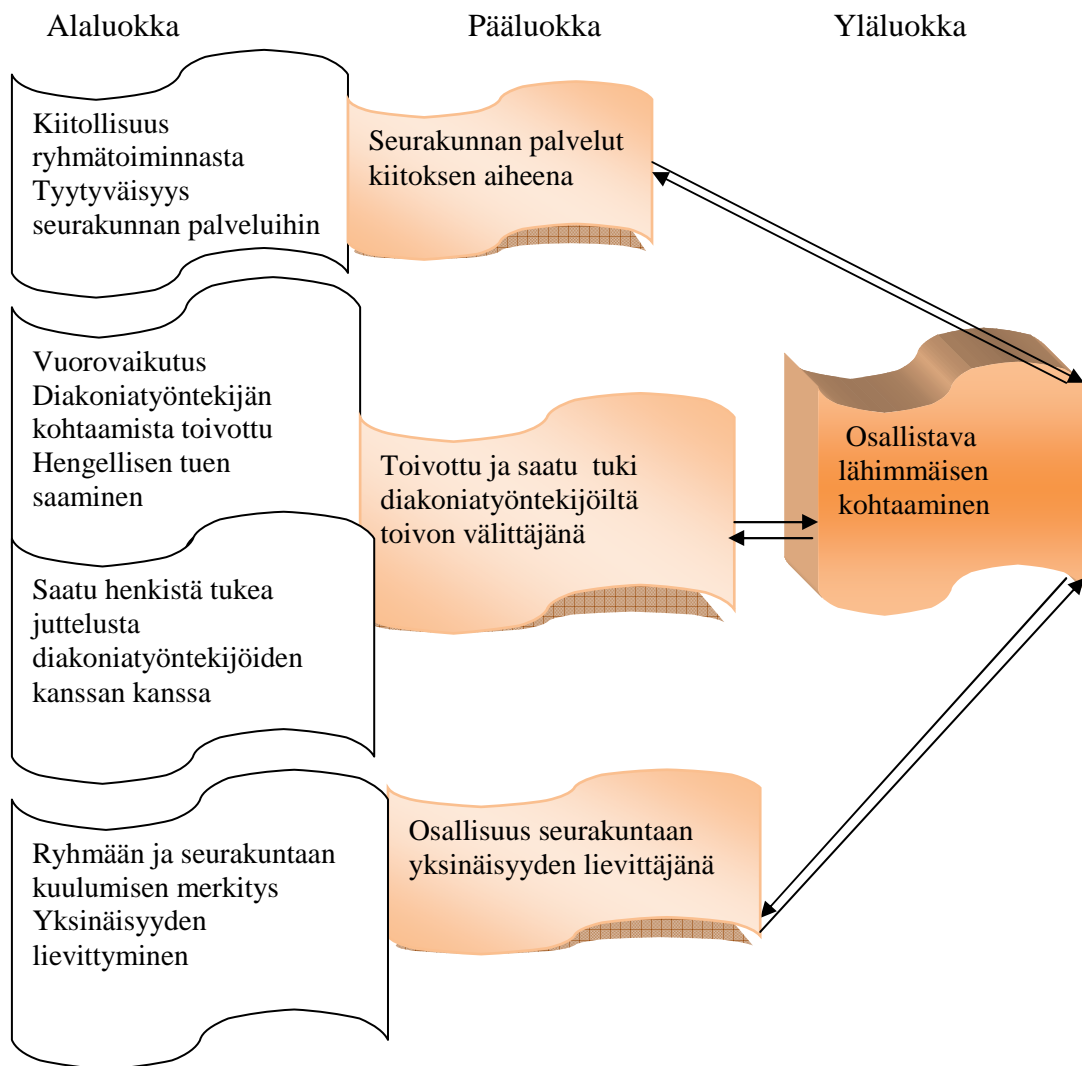 Alaluokka
Pääluokka
Yläluokka
Kiitollisuus
ryhmätoiminnasta
Tyytyväisyys
seurakunnan palveluihin
Seurakunnan palvelut
kiitoksen aiheena
Vuorovaikutus
Diakoniatyöntekijän
kohtaamista toivottu
Hengellisen tuen
saaminen
Saatu henkistä tukea
juttelusta
diakoniatyöntekijöiden
kanssan kanssa
Toivottu ja saatu tuki
diakoniatyöntekijöiltä
toivon välittäjänä
Osallistava
lähimmäisen
kohtaaminen
Ryhmään ja seurakuntaan
kuulumisen merkitys
Yksinäisyyden
lievittyminen
Osallisuus seurakuntaan
yksinäisyyden lievittäjänä